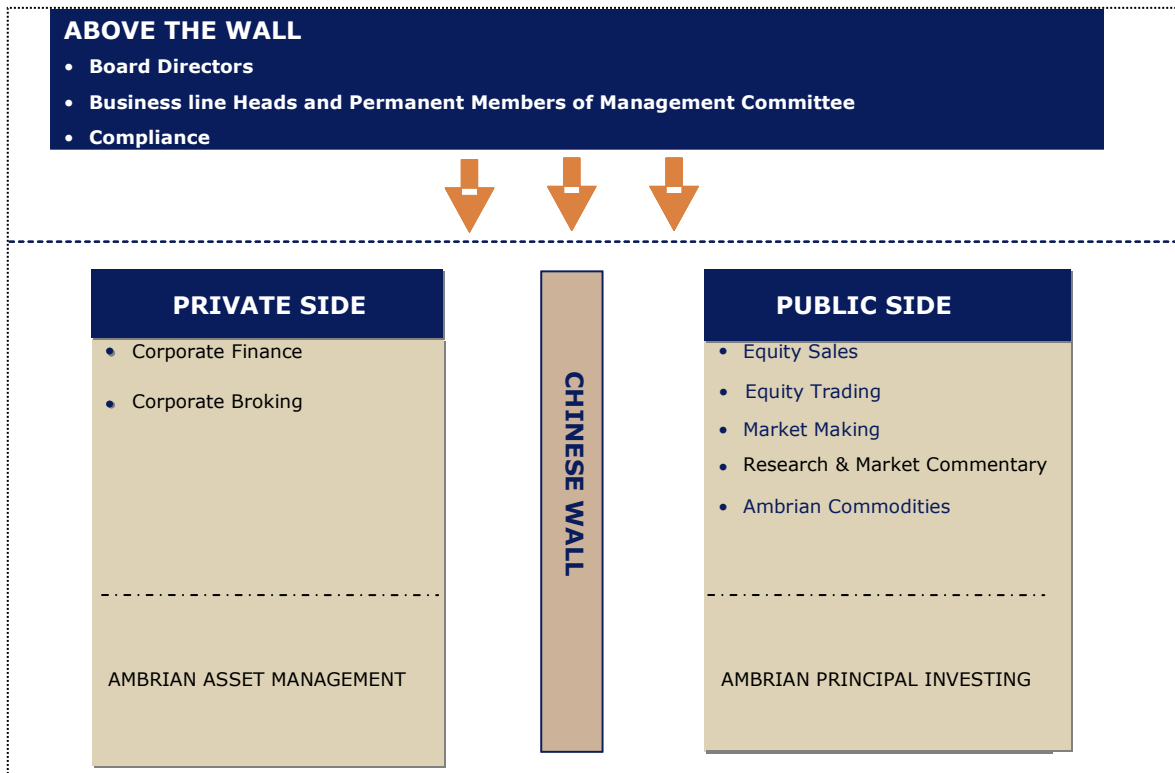 ABOVE THE WALL
• Board Directors
• Business line Heads and Permanent Members of Management Committee
• Compliance
PRIVATE SIDE
• Corporate Finance
• Corporate Broking
AMBRIAN ASSET MANAGEMENT
CHINESE WALL
PUBLIC SIDE
• Equity Sales
• Equity Trading
• Market Making
• Research & Market Commentary
• Ambrian Commodities
AMBRIAN PRINCIPAL INVESTING